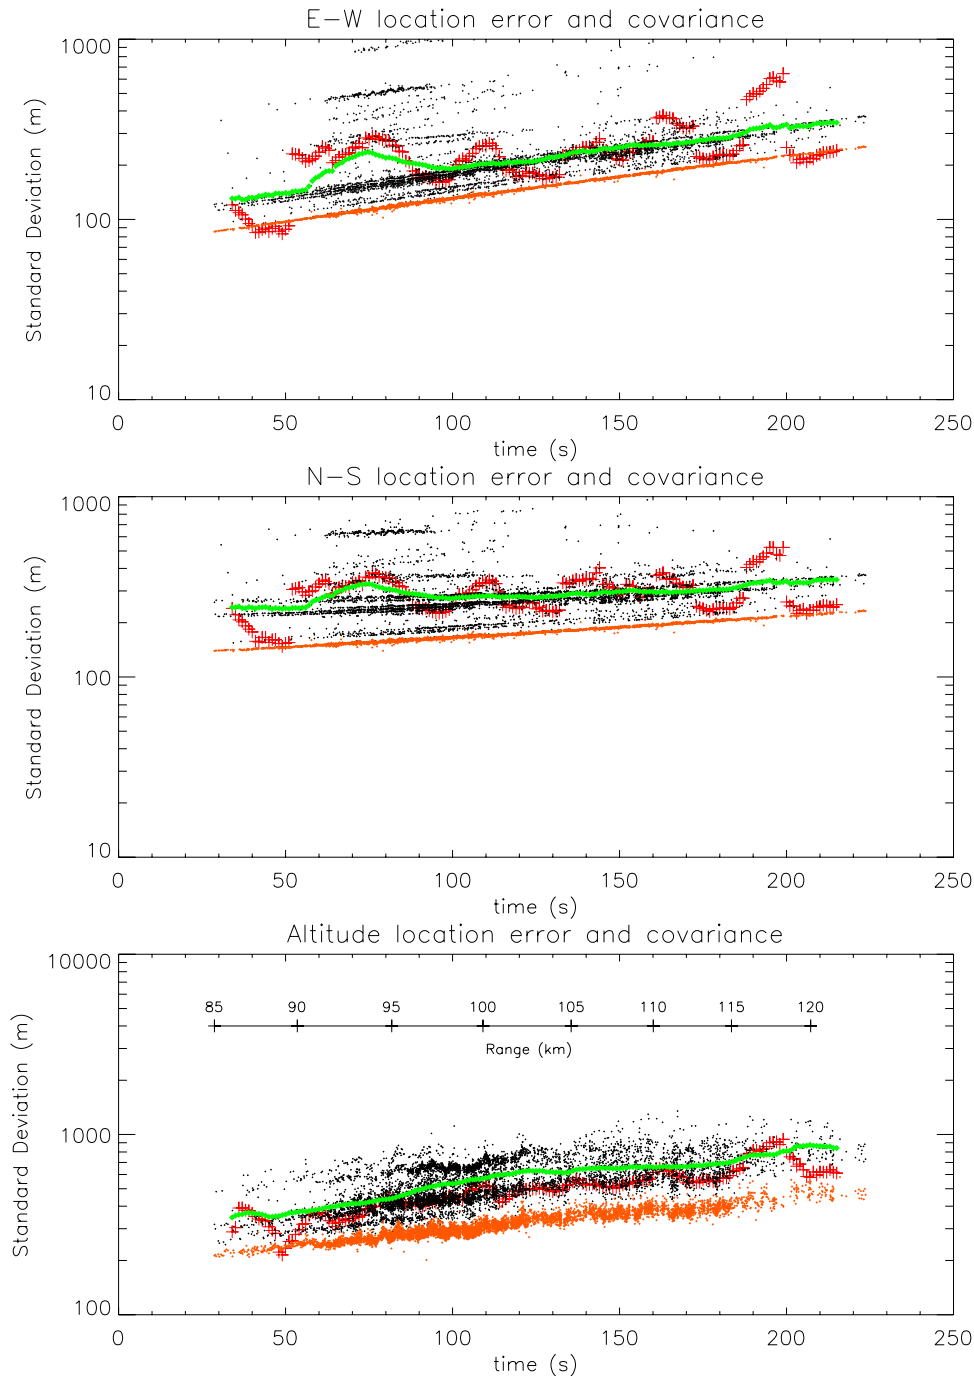 E-W location error and covariance
1000
100
10
Standard Deviation (m)
0 50 100 150 200 250
time (s)
N-S location error and covariance
1000
100
10
Standard Deviation (m)
0 50 100 150 200 250
time (s)
Altitude location error and covariance
10000
85 90 95 100 105 110 115 120
Range (km)
1000
100
Standard Deviation (m)
0 50 100 150 200 250
time (s)